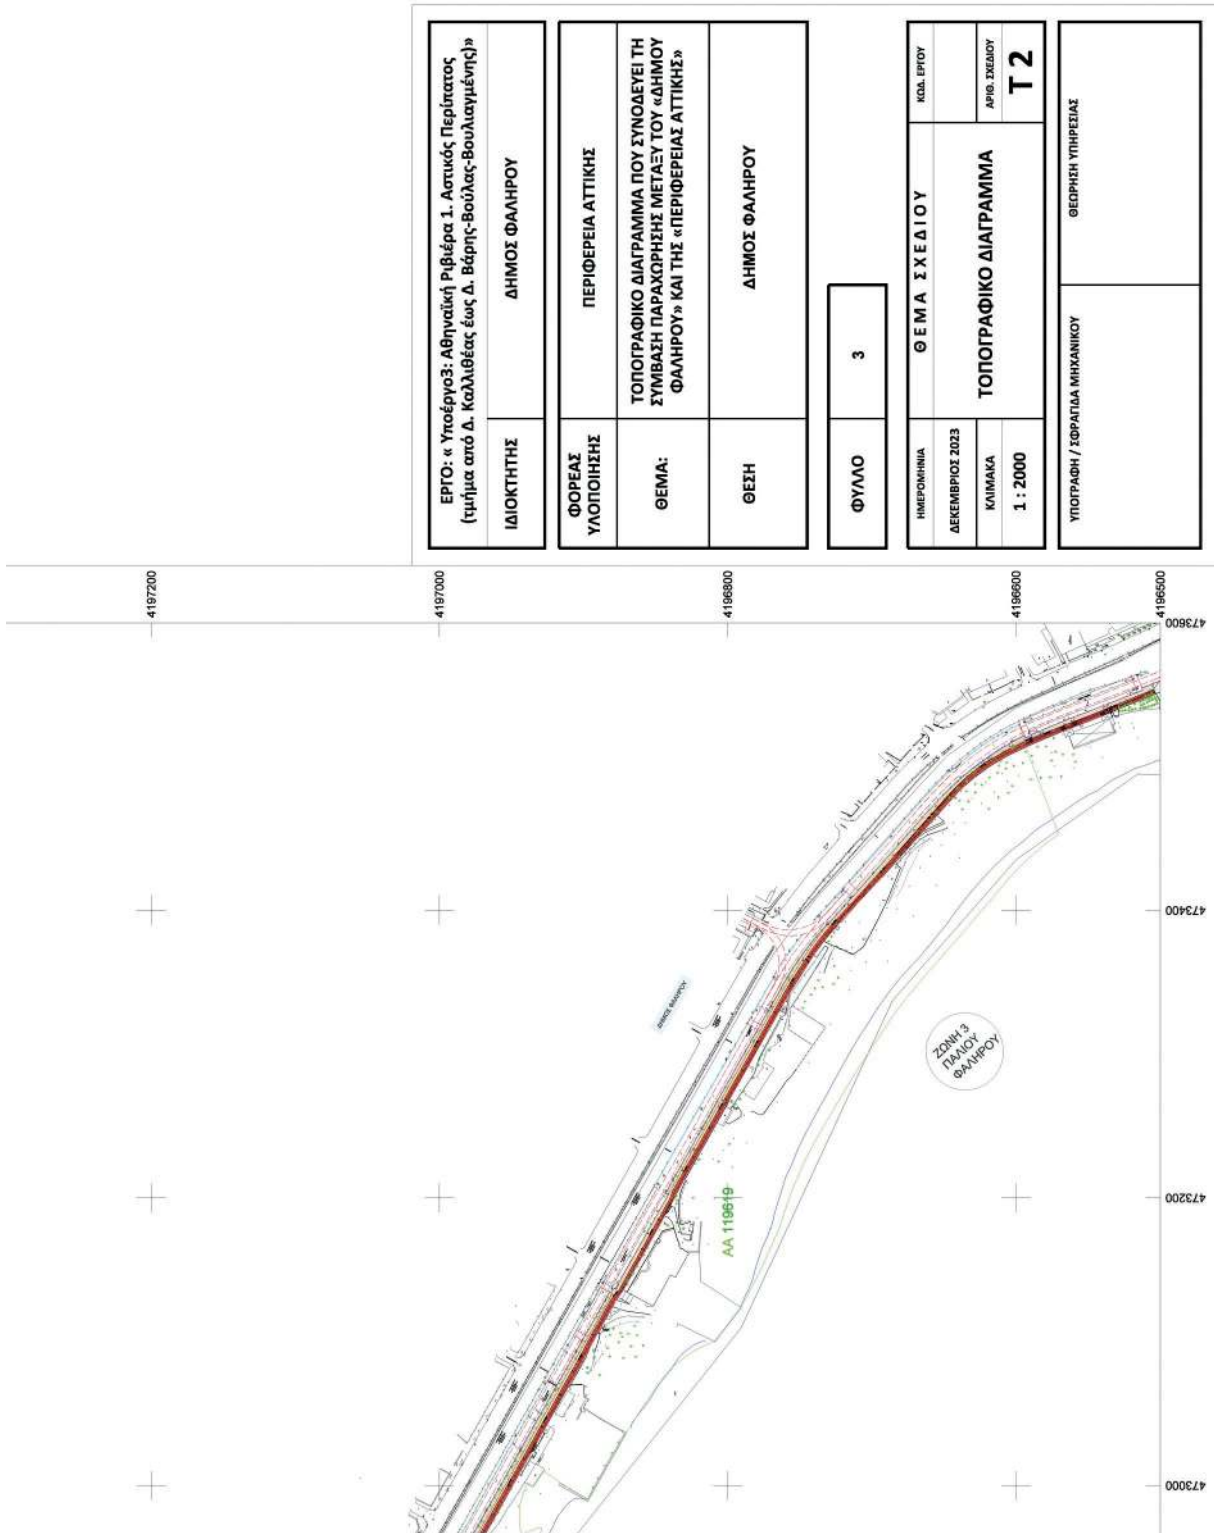 ΕΡΓΟ: « Υποέργο3: Αθηναϊκή Ριβιέρα 1. Αστικός Περίπατος
(τμήμα από Δ. Καλλιθέας έως Δ. Βάρης-Βούλας-Βουλιαγμένης)»
ΙΔΙΟΚΤΗΤΗΣ
ΔΗΜΟΣ ΦΑΛΗΡΟΥ
ΦΟΡΕΑΣ
ΥΛΟΠΟΙΗΣΗΣ
ΠΕΡΙΦΕΡΕΙΑ ΑΤΤΙΚΗΣ
ΘΕΜΑ:
ΤΟΠΟΓΡΑΦΙΚΟ ΔΙΑΓΡΑΜΜΑ ΠΟΥ ΣΥΝΟΔΕΥΕΙ ΤΗ
ΣΥΜΒΑΣΗ ΠΑΡΑΧΩΡΗΣΗΣ ΜΕΤΑΞΥ ΤΟΥ «ΔΗΜΟΥ
ΦΑΛΗΡΟΥ» ΚΑΙ ΤΗΣ «ΠΕΡΙΦΕΡΕΙΑΣ ΑΤΤΙΚΗΣ»
ΘΕΣΗ
ΔΗΜΟΣ ΦΑΛΗΡΟΥ
ΦΥΛΛΟ
3
ΗΜΕΡΟΜΗΝΙΑ
ΘΕΜΑ ΣΧΕΔΙΟΥ
ΚΩΔ. ΕΡΓΟΥ
ΔΕΚΕΜΒΡΙΟΣ 2023
ΚΛΙΜΑΚΑ
ΤΟΠΟΓΡΑΦΙΚΟ ΔΙΑΓΡΑΜΜΑ
ΑΡΙΘ. ΣΧΕΔΙΟΥ
1 : 2000
Τ 2
ΥΠΟΓΡΑΦΗ / ΣΦΡΑΓΙΔΑ ΜΗΧΑΝΙΚΟΥ
ΘΕΩΡΗΣΗ ΥΠΗΡΕΣΙΑΣ
4197200
4197000
4196800
4196600
4196500
473600
473400
473200
473000
ΔΗΜΟΣ ΦΑΛΗΡΟΥ
ΖΩΝΗ 3
ΠΑΛΙΟΥ
ΦΑΛΗΡΟΥ
ΑΑ 119619